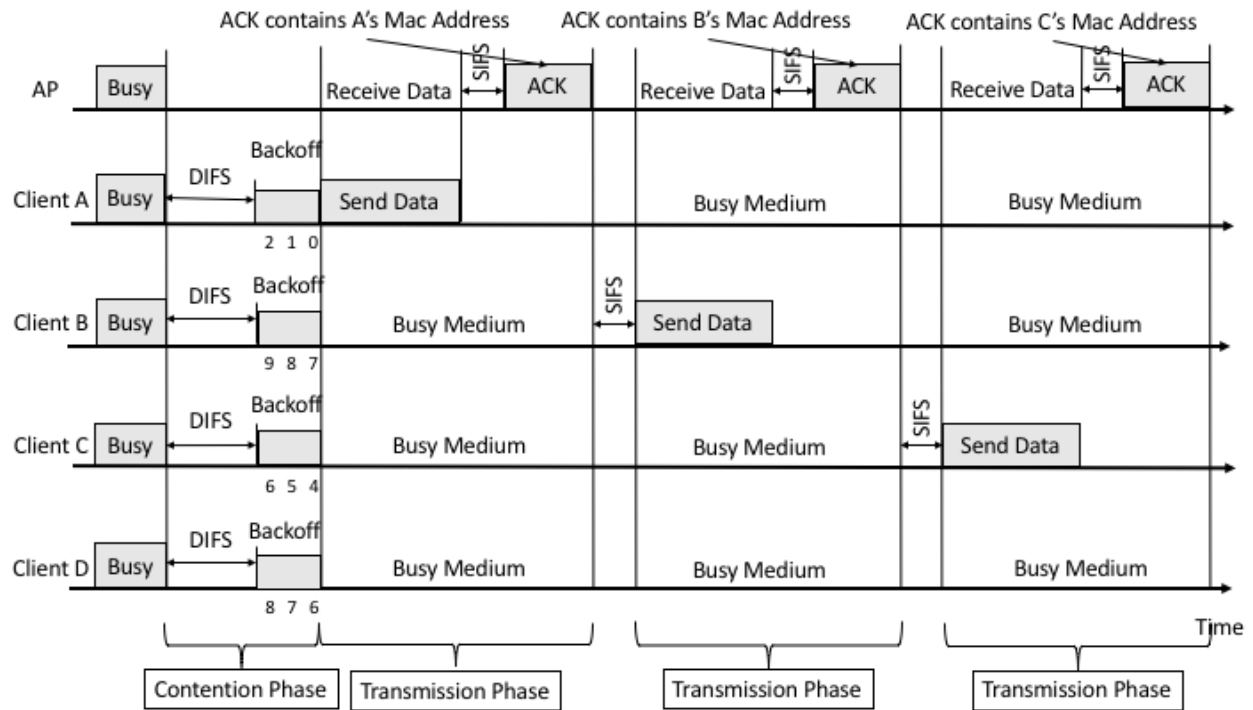 ACK contains A's Mac Address
ACK contains B's Mac Address
ACK contains C's Mac Address
AP
Busy
Receive Data
SIFS
ACK
Receive Data
SIFS
ACK
Receive Data
SIFS
ACK
Client A
Busy
DIFS
Backoff
Send Data
Busy Medium
Busy Medium
2 1 0
Client B
Busy
DIFS
Backoff
Busy Medium
SIFS
Send Data
Busy Medium
9 8 7
Client C
Busy
DIFS
Backoff
Busy Medium
Busy Medium
SIFS
Send Data
6 5 4
Client D
Busy
DIFS
Backoff
Busy Medium
Busy Medium
Busy Medium
8 7 6
Time
Contention Phase
Transmission Phase
Transmission Phase
Transmission Phase